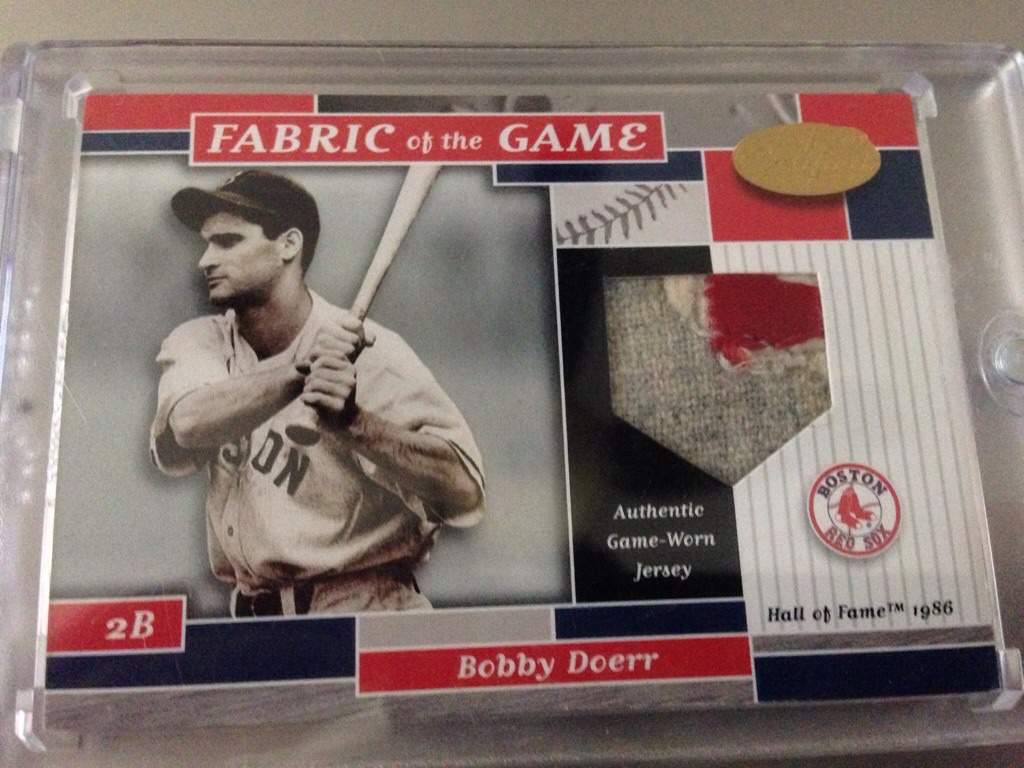 FABRIC of the GAME
SON
Authentic
Game-Worn
Jersey
BOSTON
RED SOX
Hall of Fame™ 1986
2B
Bobby Doerr